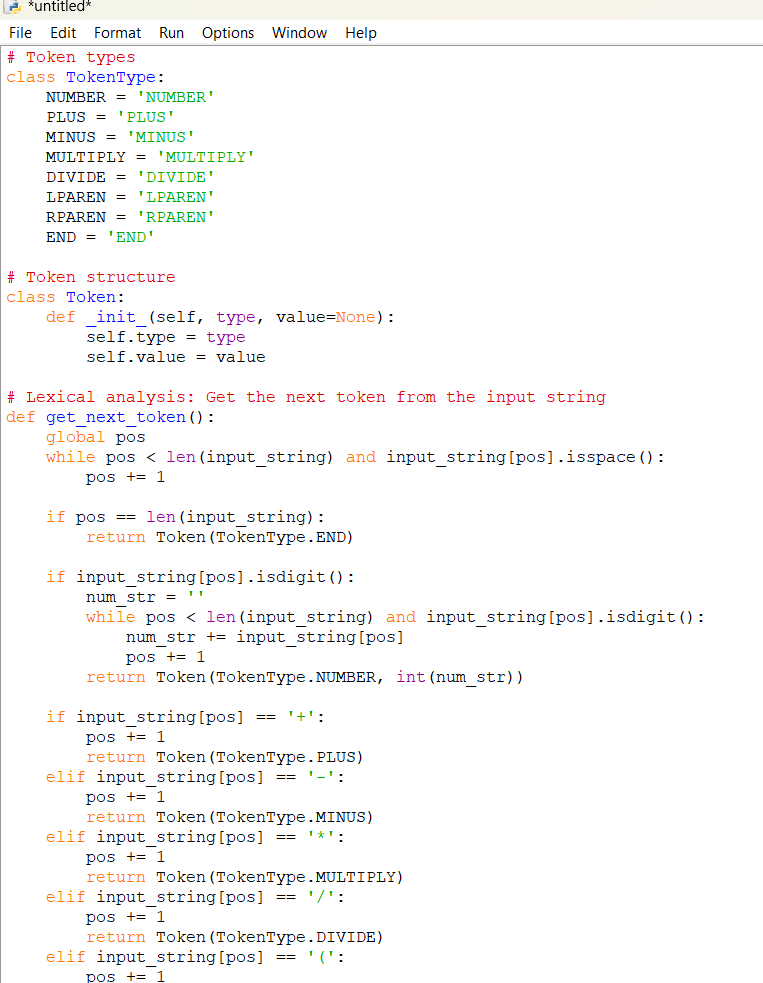 *untitled*
File Edit Format Run Options Window Help
# Token types
class TokenType:
    NUMBER = 'NUMBER'
    PLUS = 'PLUS'
    MINUS = 'MINUS'
    MULTIPLY = 'MULTIPLY'
    DIVIDE = 'DIVIDE'
    LPAREN = 'LPAREN'
    RPAREN = 'RPAREN'
    END = 'END'

# Token structure
class Token:
    def _init_(self, type, value=None):
        self.type = type
        self.value = value

# Lexical analysis: Get the next token from the input string
def get_next_token():
    global pos
    while pos < len(input_string) and input_string[pos].isspace():
        pos += 1

    if pos == len(input_string):
        return Token(TokenType.END)

    if input_string[pos].isdigit():
        num_str = ''
        while pos < len(input_string) and input_string[pos].isdigit():
            num_str += input_string[pos]
            pos += 1
        return Token(TokenType.NUMBER, int(num_str))

    if input_string[pos] == '+':
        pos += 1
        return Token(TokenType.PLUS)
    elif input_string[pos] == '-':
        pos += 1
        return Token(TokenType.MINUS)
    elif input_string[pos] == '*':
        pos += 1
        return Token(TokenType.MULTIPLY)
    elif input_string[pos] == '/':
        pos += 1
        return Token(TokenType.DIVIDE)
    elif input_string[pos] == '(':
        pos += 1